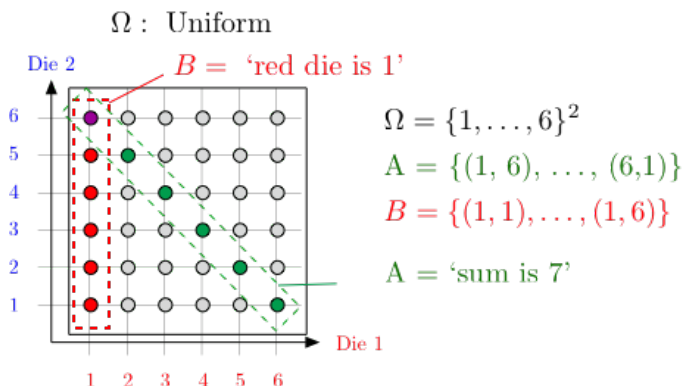 Ω : Uniform
Die 2
B = ‘red die is 1’
6
5
4
3
2
1
Ω = {1, . . . , 6}²
A = {(1, 6), . . . , (6,1)}
B = {(1, 1), . . . , (1, 6)}
A = ‘sum is 7’
Die 1
1 2 3 4 5 6